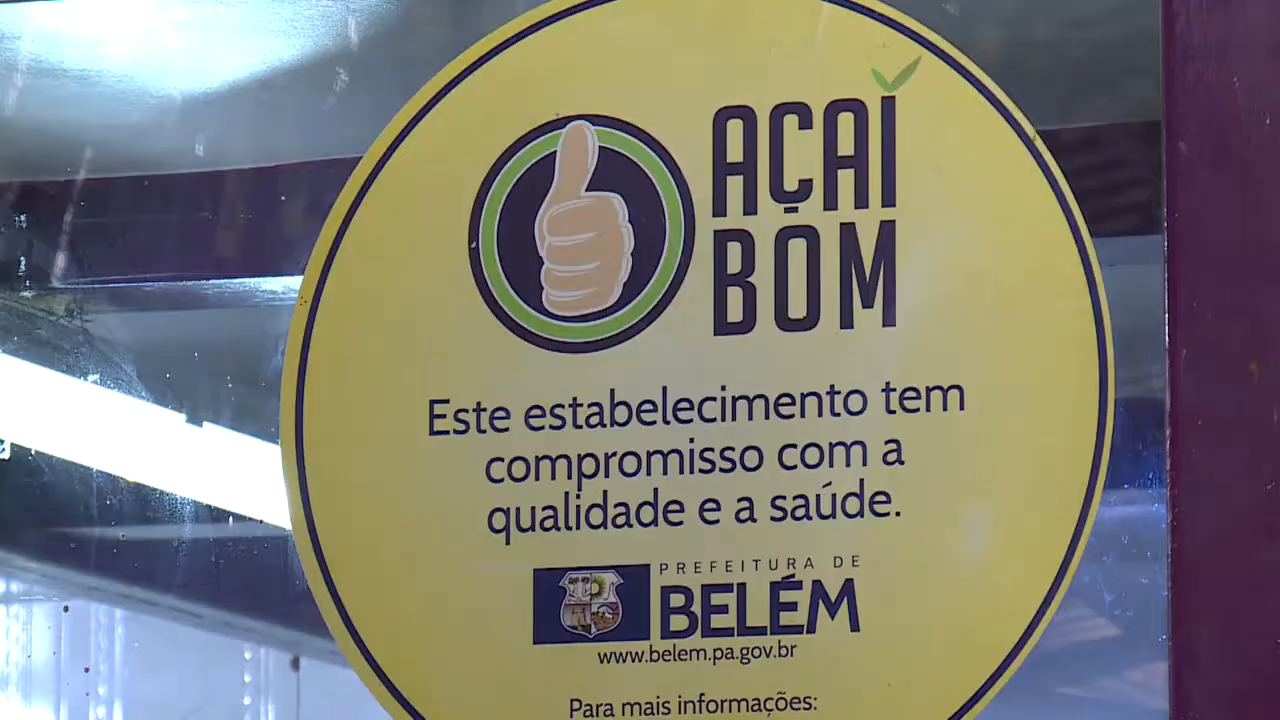 AÇAÍ
BOM
Este estabelecimento tem
compromisso com a
qualidade e a saúde.
PREFEITURA DE
BELÉM
www.belem.pa.gov.br
Para mais informações: